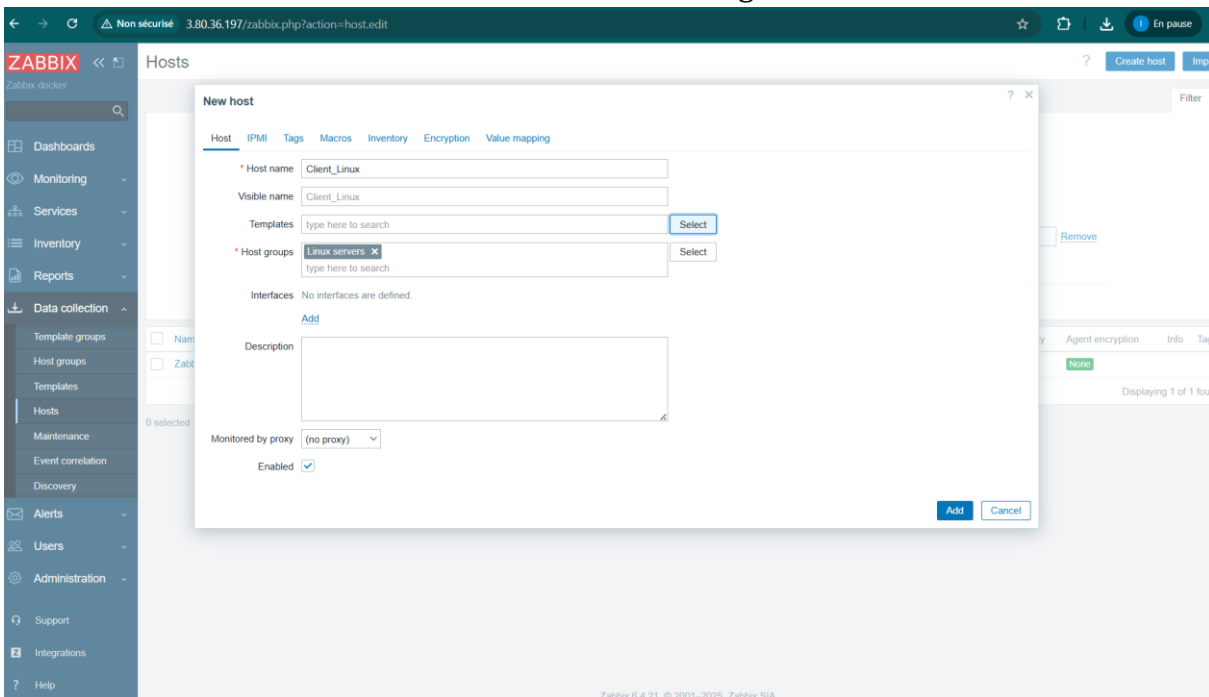 Non sécurisé 3.80.36.197/zabbix.php?action=host.edit En pause
ZABBIX Hosts ? Create host Imp
Zabbix docker
Filter
New host ?
Host IPMI Tags Macros Inventory Encryption Value mapping
Dashboards
* Host name Client_Linux
Monitoring
Visible name Client_Linux
Services
Templates type here to search Select
Remove
Inventory
* Host groups Linux servers Select
type here to search
Reports
Interfaces No interfaces are defined.
Data collection
Add
Template groups
Nam
Description
y Agent encryption Info Tag
Host groups
Zabb
None
Templates
Displaying 1 of 1 fou
Hosts
0 selected
Maintenance
Monitored by proxy (no proxy)
Event correlation
Enabled
Discovery
Alerts
Add Cancel
Users
Administration
Support
Integrations
? Help
Zabbix 6.4.21. © 2001–2025, Zabbix SIA